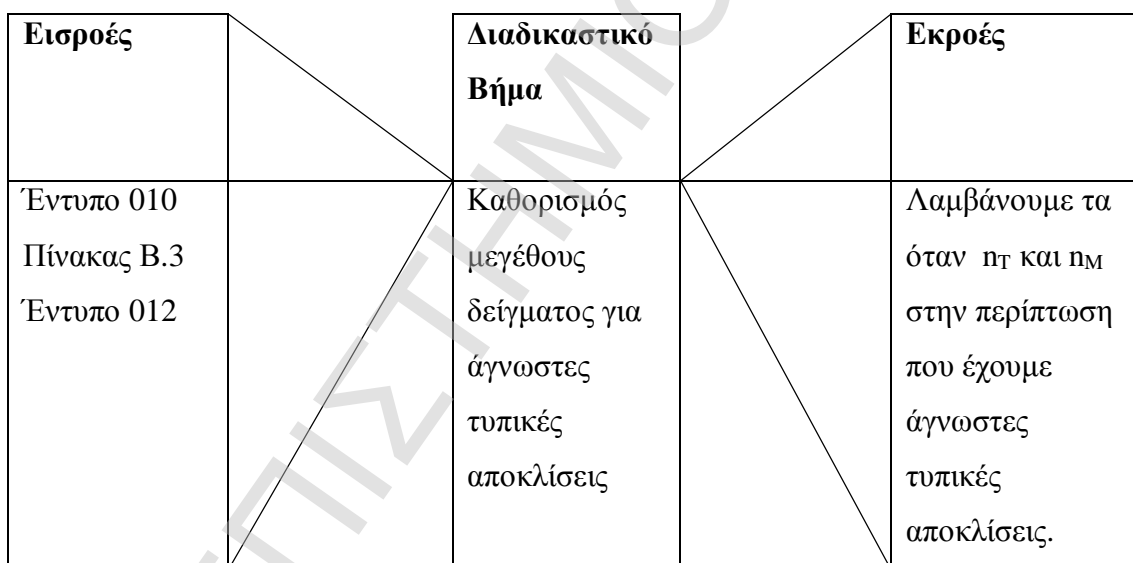 Εισροές
Έντυπο 010
Πίνακας Β.3
Έντυπο 012
Διαδικαστικό
Βήμα
Καθορισμός
μεγέθους
δείγματος για
άγνωστες
τυπικές
αποκλίσεις
Εκροές
Λαμβάνουμε τα
όταν n_T και n_M
στην περίπτωση
που έχουμε
άγνωστες
τυπικές
αποκλίσεις.